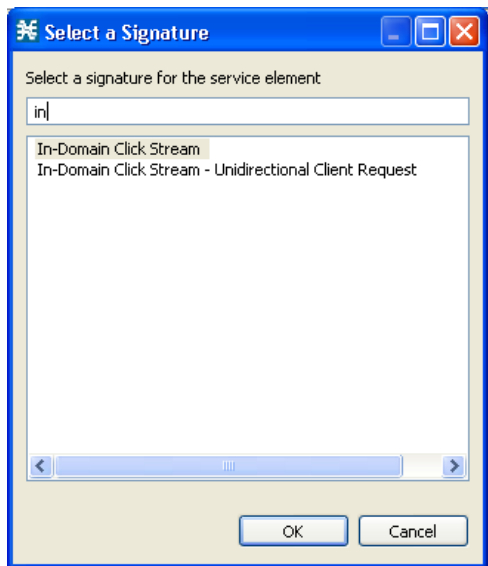 Select a Signature
Select a signature for the service element
in
In-Domain Click Stream
In-Domain Click Stream - Unidirectional Client Request
OK
Cancel